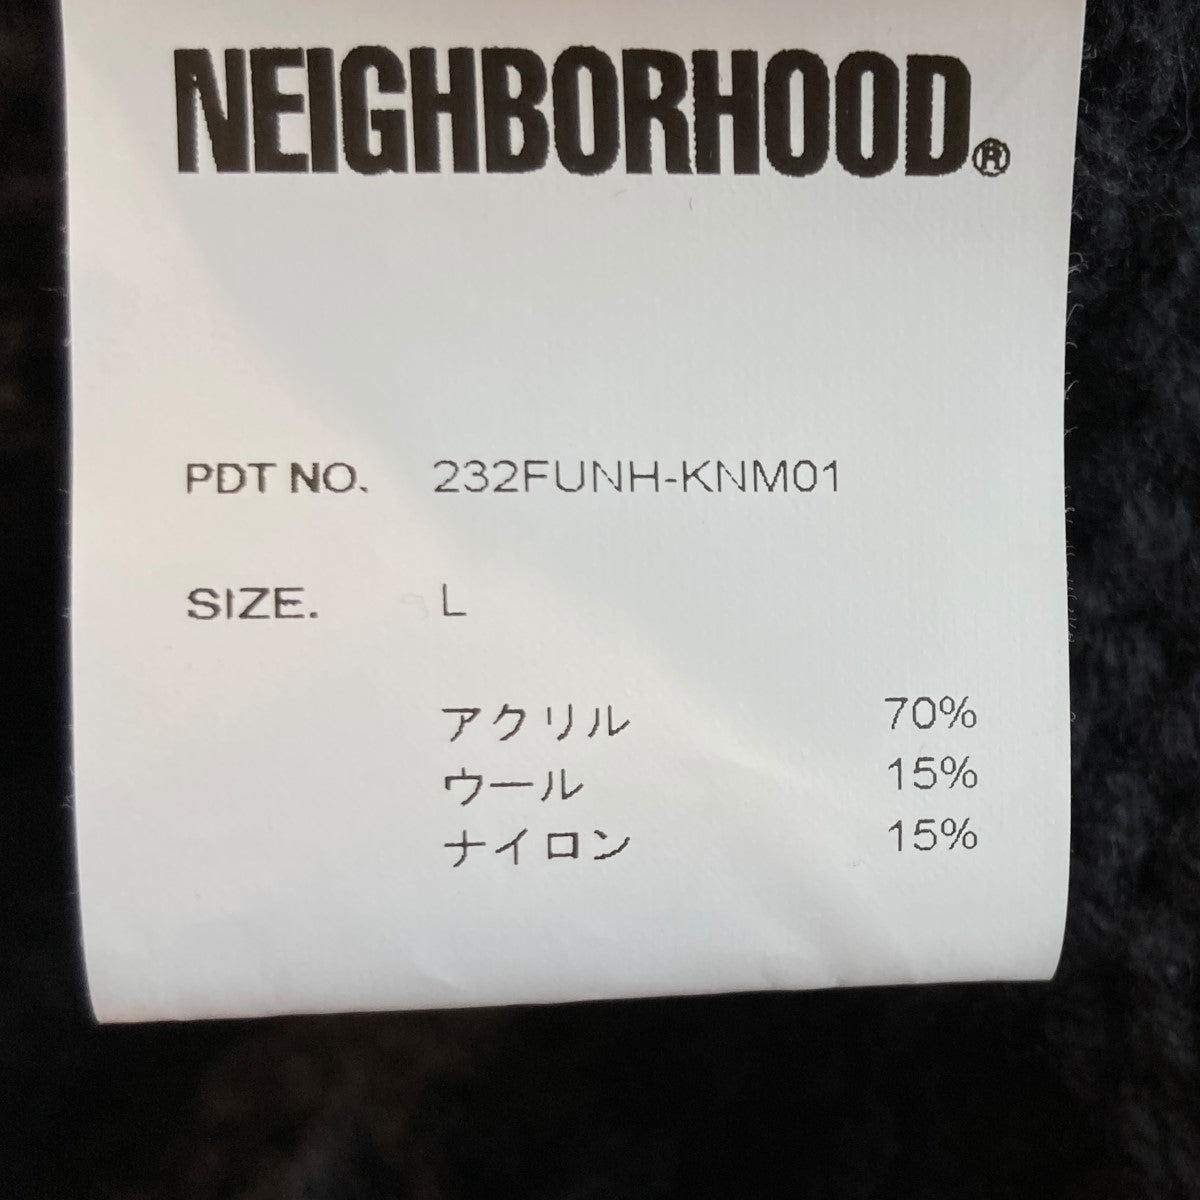 NEIGHBORHOOD®
PDT NO. 232FUNH-KNM01
SIZE. L
アクリル 70%
ウール 15%
ナイロン 15%